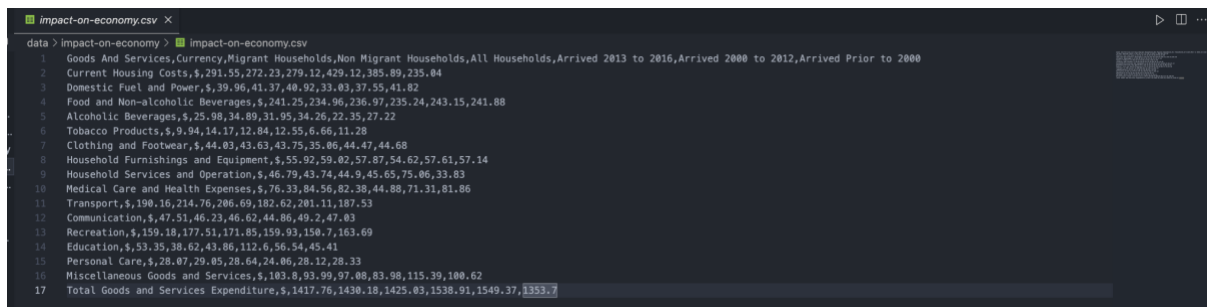 impact-on-economy.csv ×
data > impact-on-economy > impact-on-economy.csv
1 Goods And Services,Currency,Migrant Households,Non Migrant Households,All Households,Arrived 2013 to 2016,Arrived 2000 to 2012,Arrived Prior to 2000
2 Current Housing Costs,$,291.55,272.23,279.12,429.12,385.89,235.04
3 Domestic Fuel and Power,$,39.96,41.37,40.92,33.03,37.55,41.82
4 Food and Non-alcoholic Beverages,$,241.25,234.96,236.97,235.24,243.15,241.88
5 Alcoholic Beverages,$,25.98,34.89,31.95,34.26,22.35,27.22
6 Tobacco Products,$,9.94,14.17,12.84,12.55,6.66,11.28
7 Clothing and Footwear,$,44.03,43.63,43.75,35.06,44.47,44.68
8 Household Furnishings and Equipment,$,55.92,59.02,57.87,54.62,57.61,57.14
9 Household Services and Operation,$,46.79,43.74,44.9,45.65,75.06,33.83
10 Medical Care and Health Expenses,$,76.33,84.56,82.38,44.88,71.31,81.86
11 Transport,$,190.16,214.76,206.69,182.62,201.11,187.53
12 Communication,$,47.51,46.23,46.62,44.86,49.2,47.03
13 Recreation,$,159.18,177.51,171.85,159.93,150.7,163.69
14 Education,$,53.35,38.62,43.86,112.6,56.54,45.41
15 Personal Care,$,28.07,29.05,28.64,24.06,28.12,28.33
16 Miscellaneous Goods and Services,$,103.8,93.99,97.08,83.98,115.39,100.62
17 Total Goods and Services Expenditure,$,1417.76,1430.18,1425.03,1538.91,1549.37,1353.7